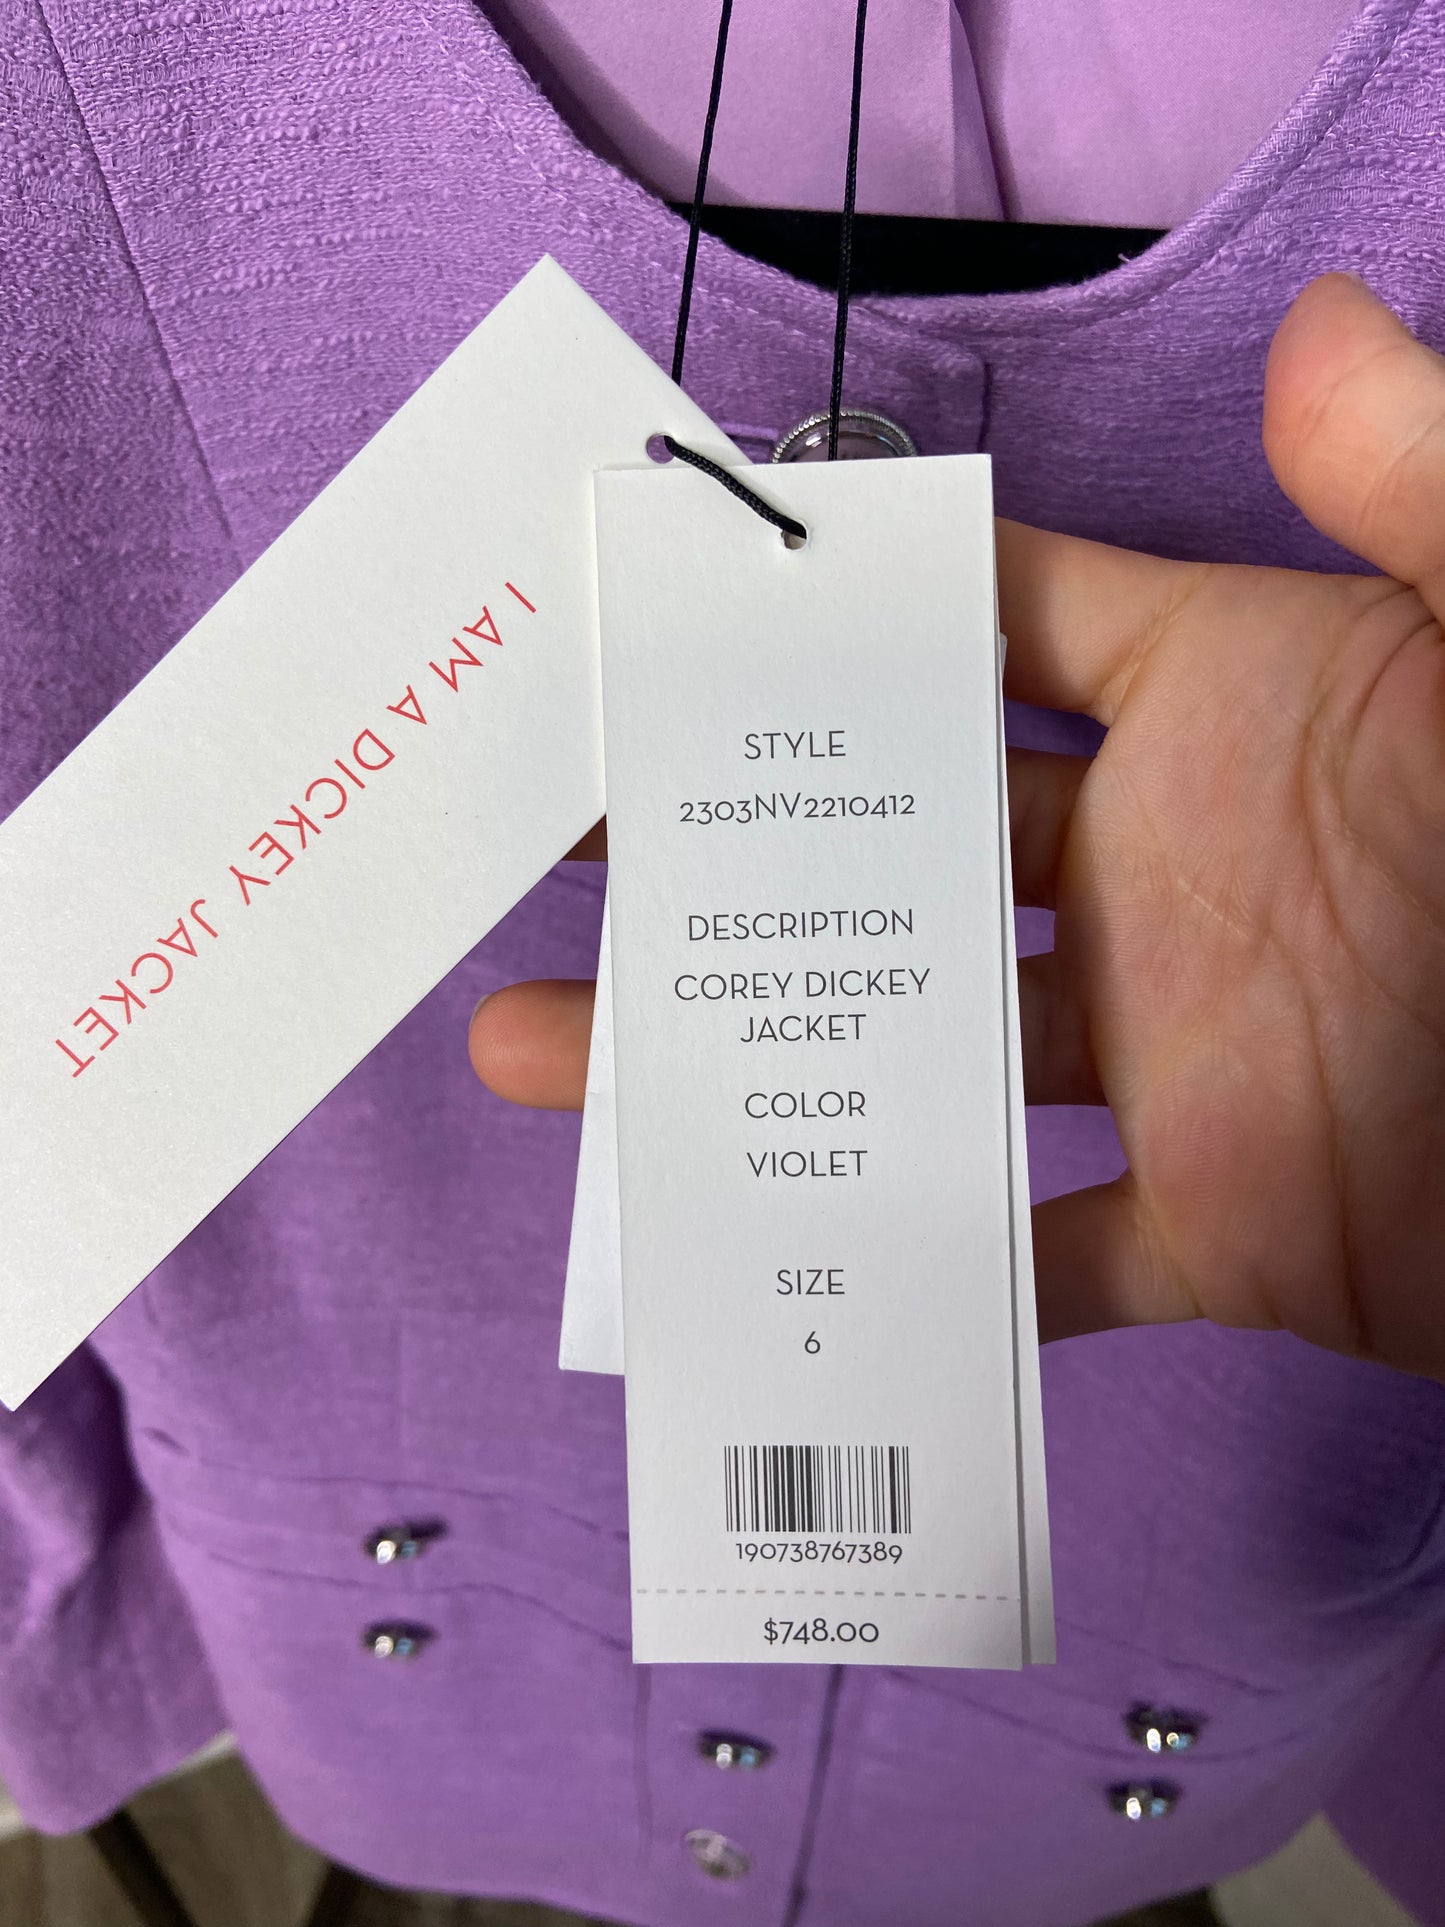 I AM A DICKEY JACKET
STYLE
2303NV2210412
DESCRIPTION
COREY DICKEY
JACKET
COLOR
VIOLET
SIZE
6
190738767389
$748.00